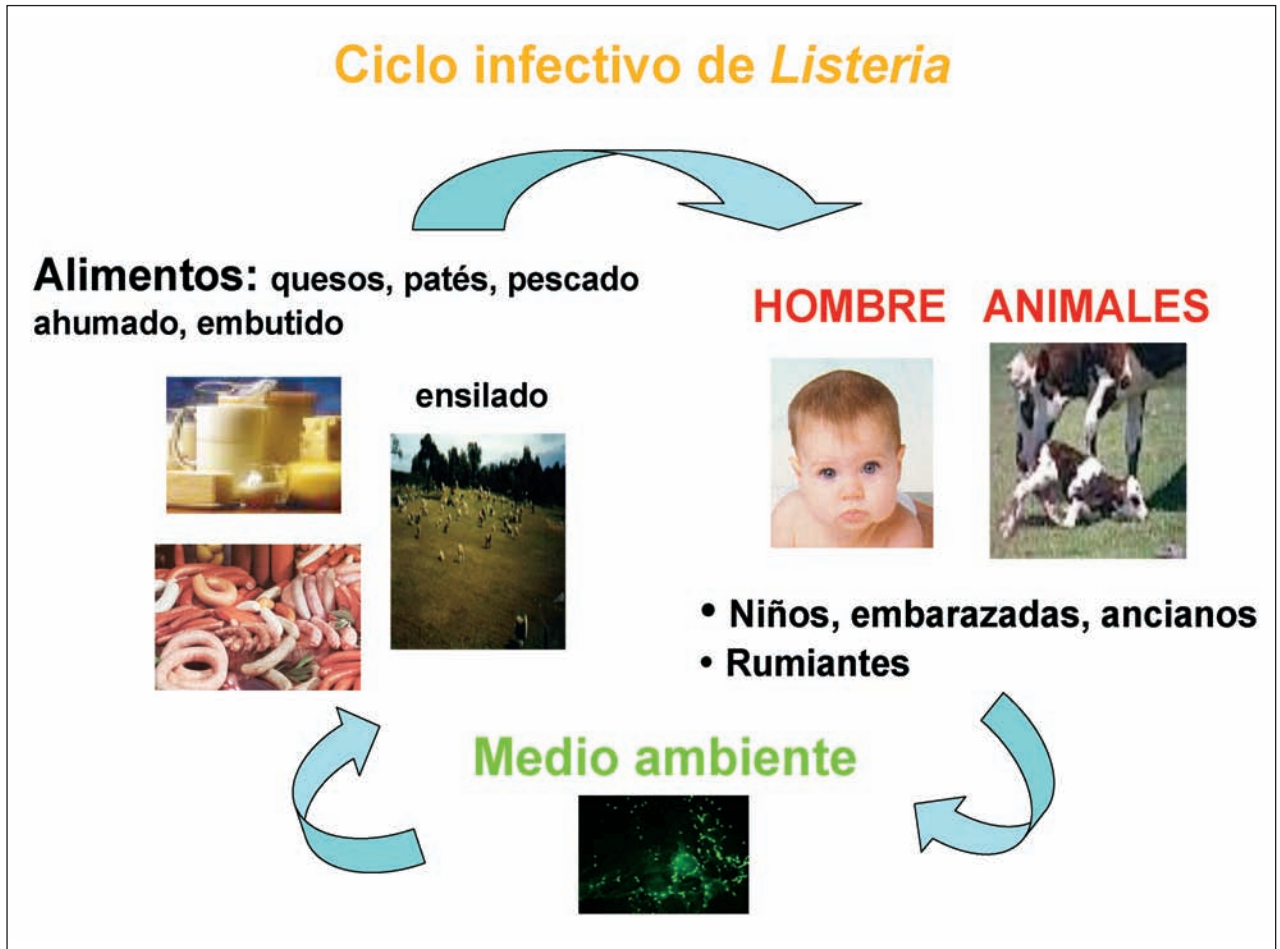 Ciclo infectivo de Listeria
Alimentos: quesos, patés, pescado
ahumado, embutido
ensilado
HOMBRE ANIMALES
• Niños, embarazadas, ancianos
• Rumiantes
Medio ambiente